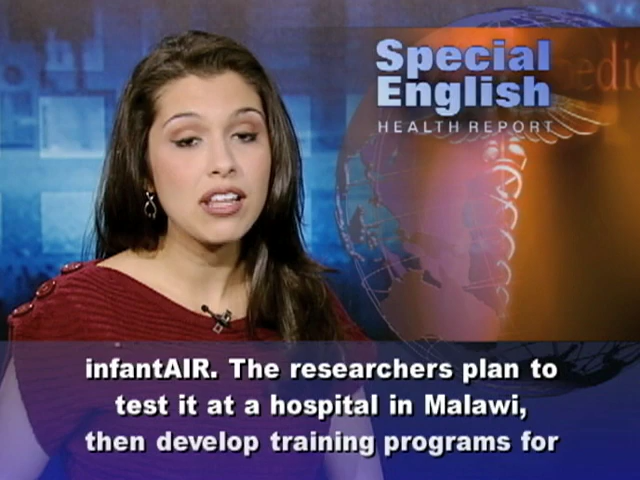 Special
English
HEALTH REPORT
edic
infantAIR. The researchers plan to
test it at a hospital in Malawi,
then develop training programs for